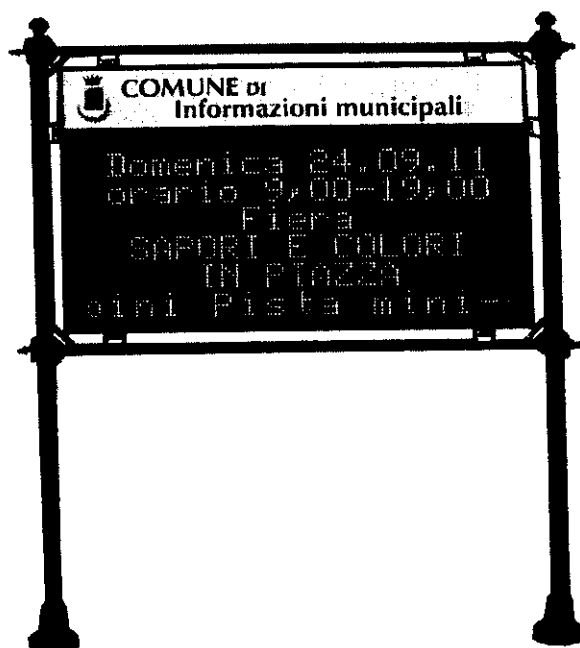 COMUNE DI
Informazioni municipali
Domenica 24.09.11
orario 9,00-19,00
Fiera
SAPORI E COLORI
IN PIAZZA
oini Pista mini-